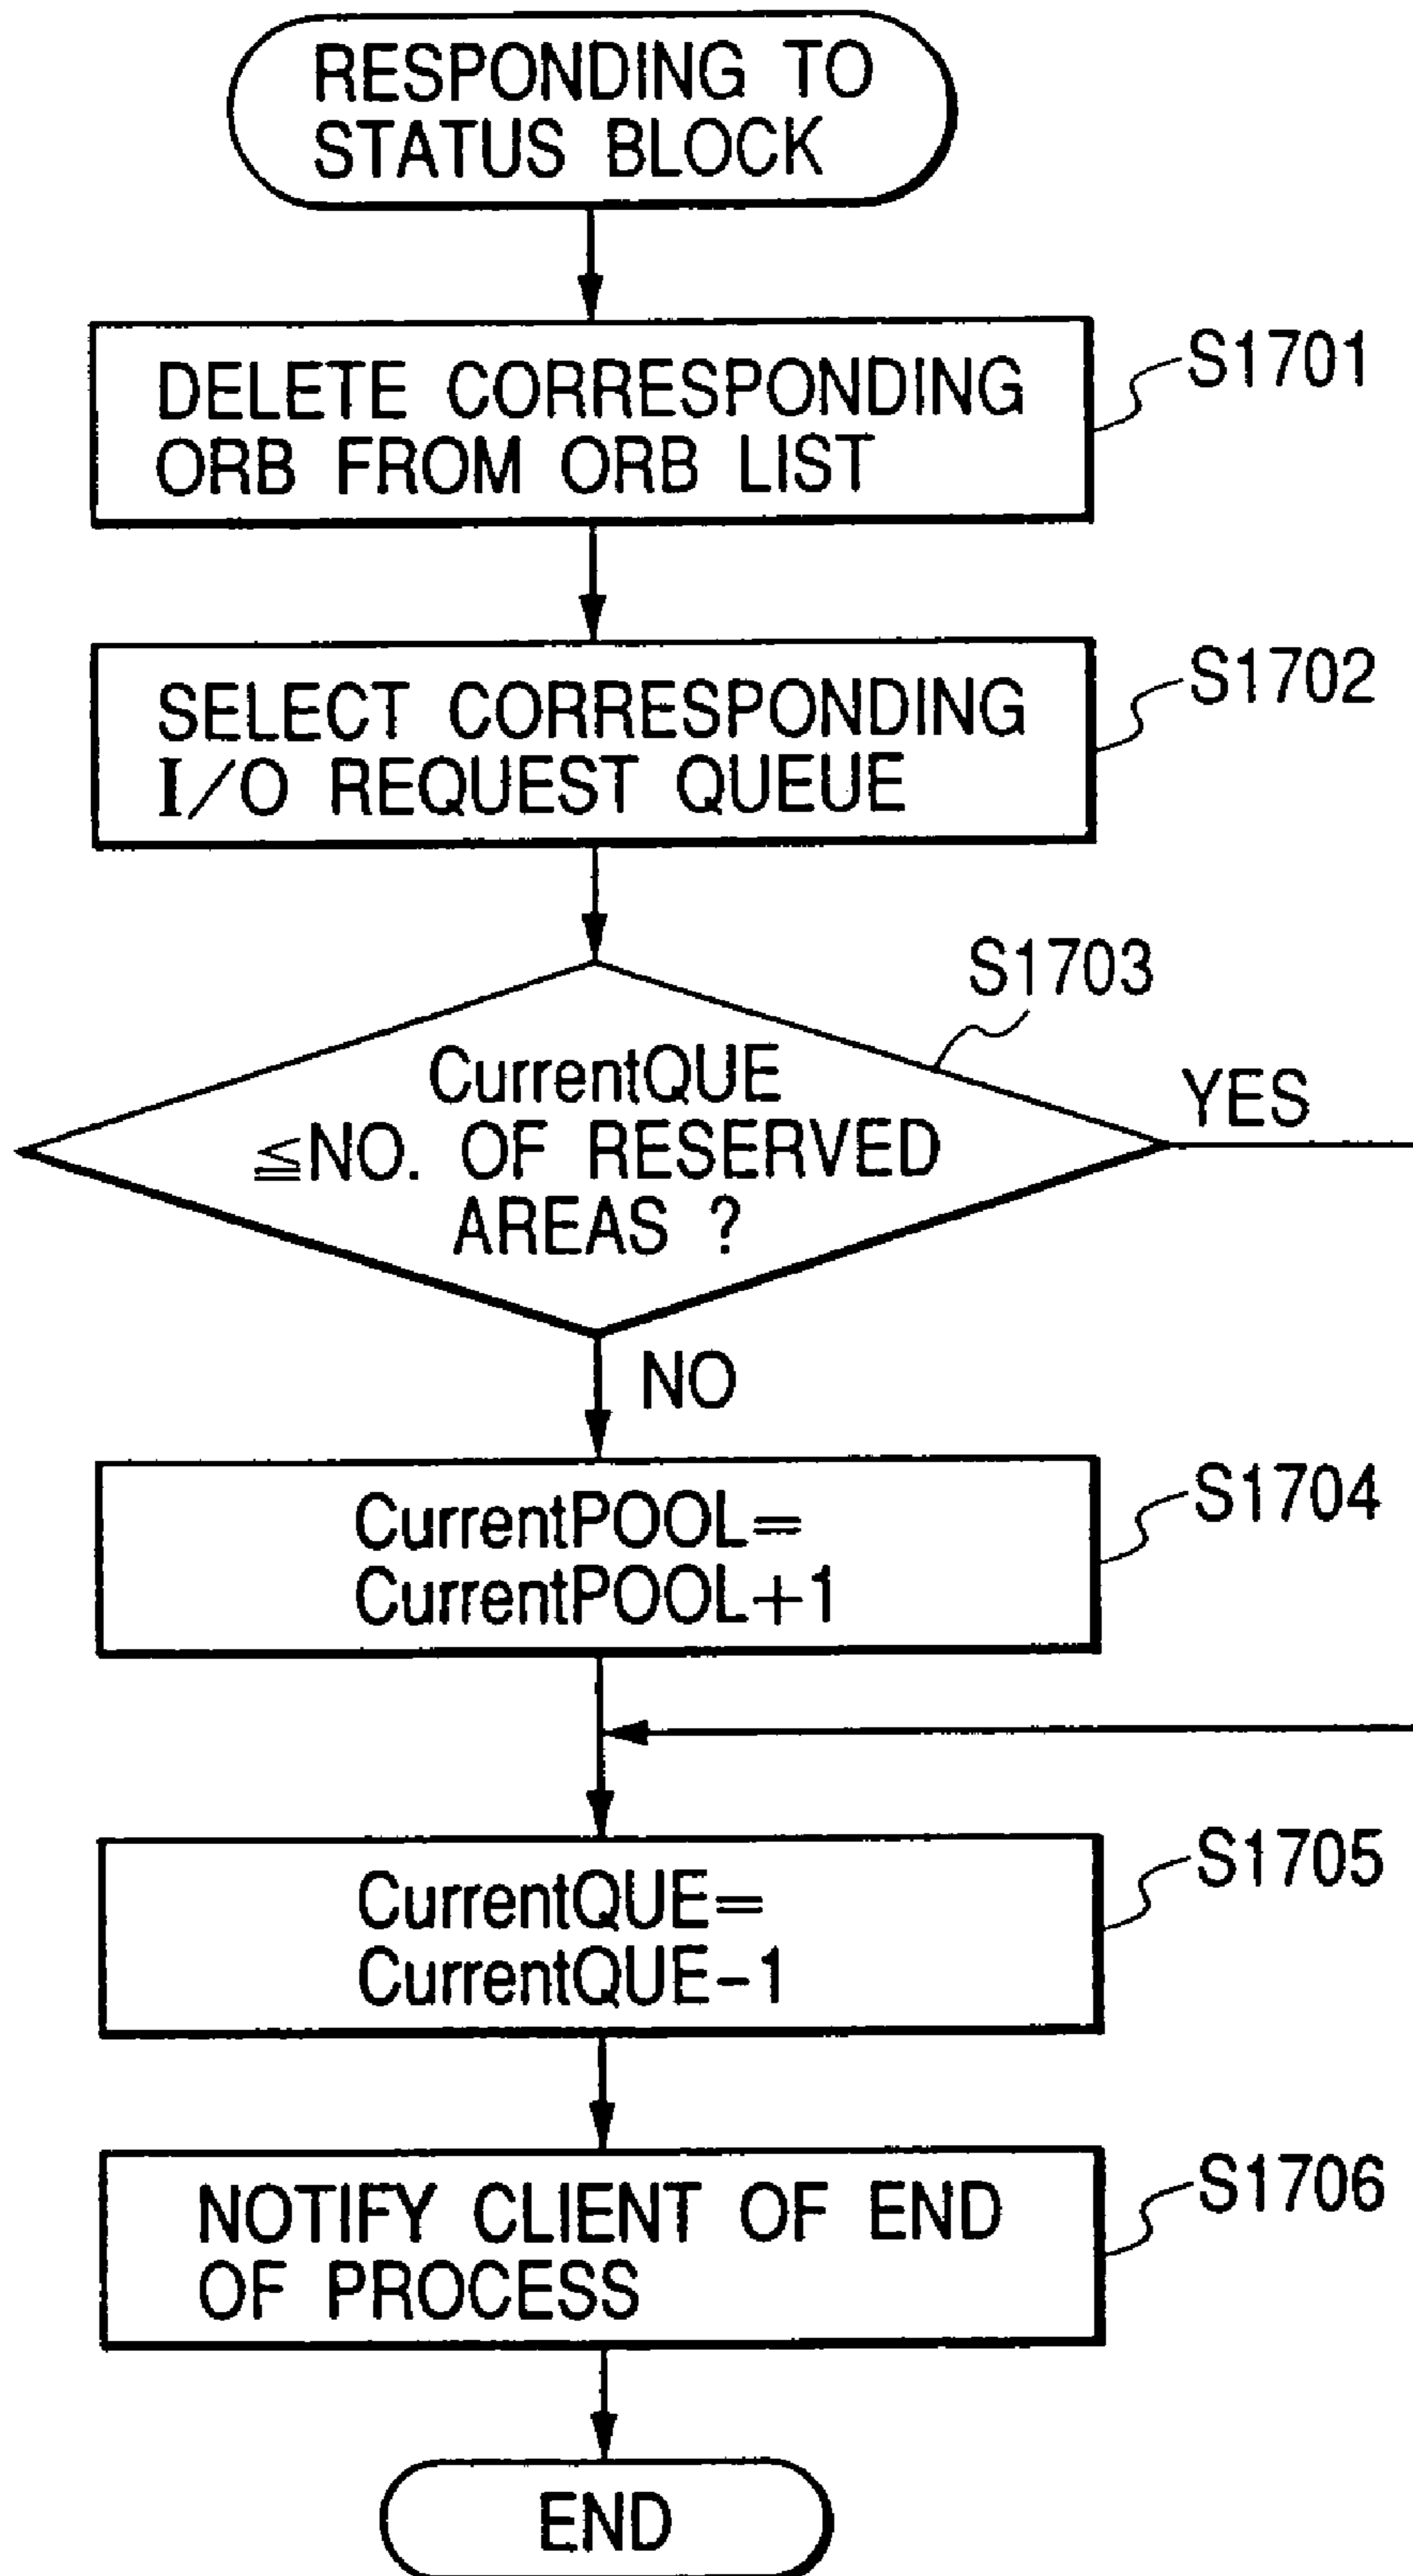 RESPONDING TO
STATUS BLOCK
DELETE CORRESPONDING
ORB FROM ORB LIST
S1701
SELECT CORRESPONDING
I/O REQUEST QUEUE
S1702
S1703
CurrentQUE
≦NO. OF RESERVED
AREAS ?
YES
NO
CurrentPOOL=
CurrentPOOL+1
S1704
CurrentQUE=
CurrentQUE-1
S1705
NOTIFY CLIENT OF END
OF PROCESS
S1706
END